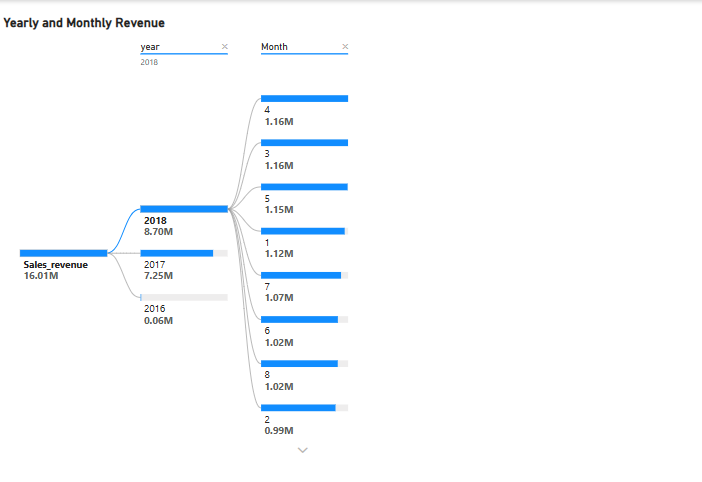 Yearly and Monthly Revenue
year
2018
Month
Sales_revenue
16.01M
2018
8.70M
2017
7.25M
2016
0.06M
4
1.16M
3
1.16M
5
1.15M
1
1.12M
7
1.07M
6
1.02M
8
1.02M
2
0.99M